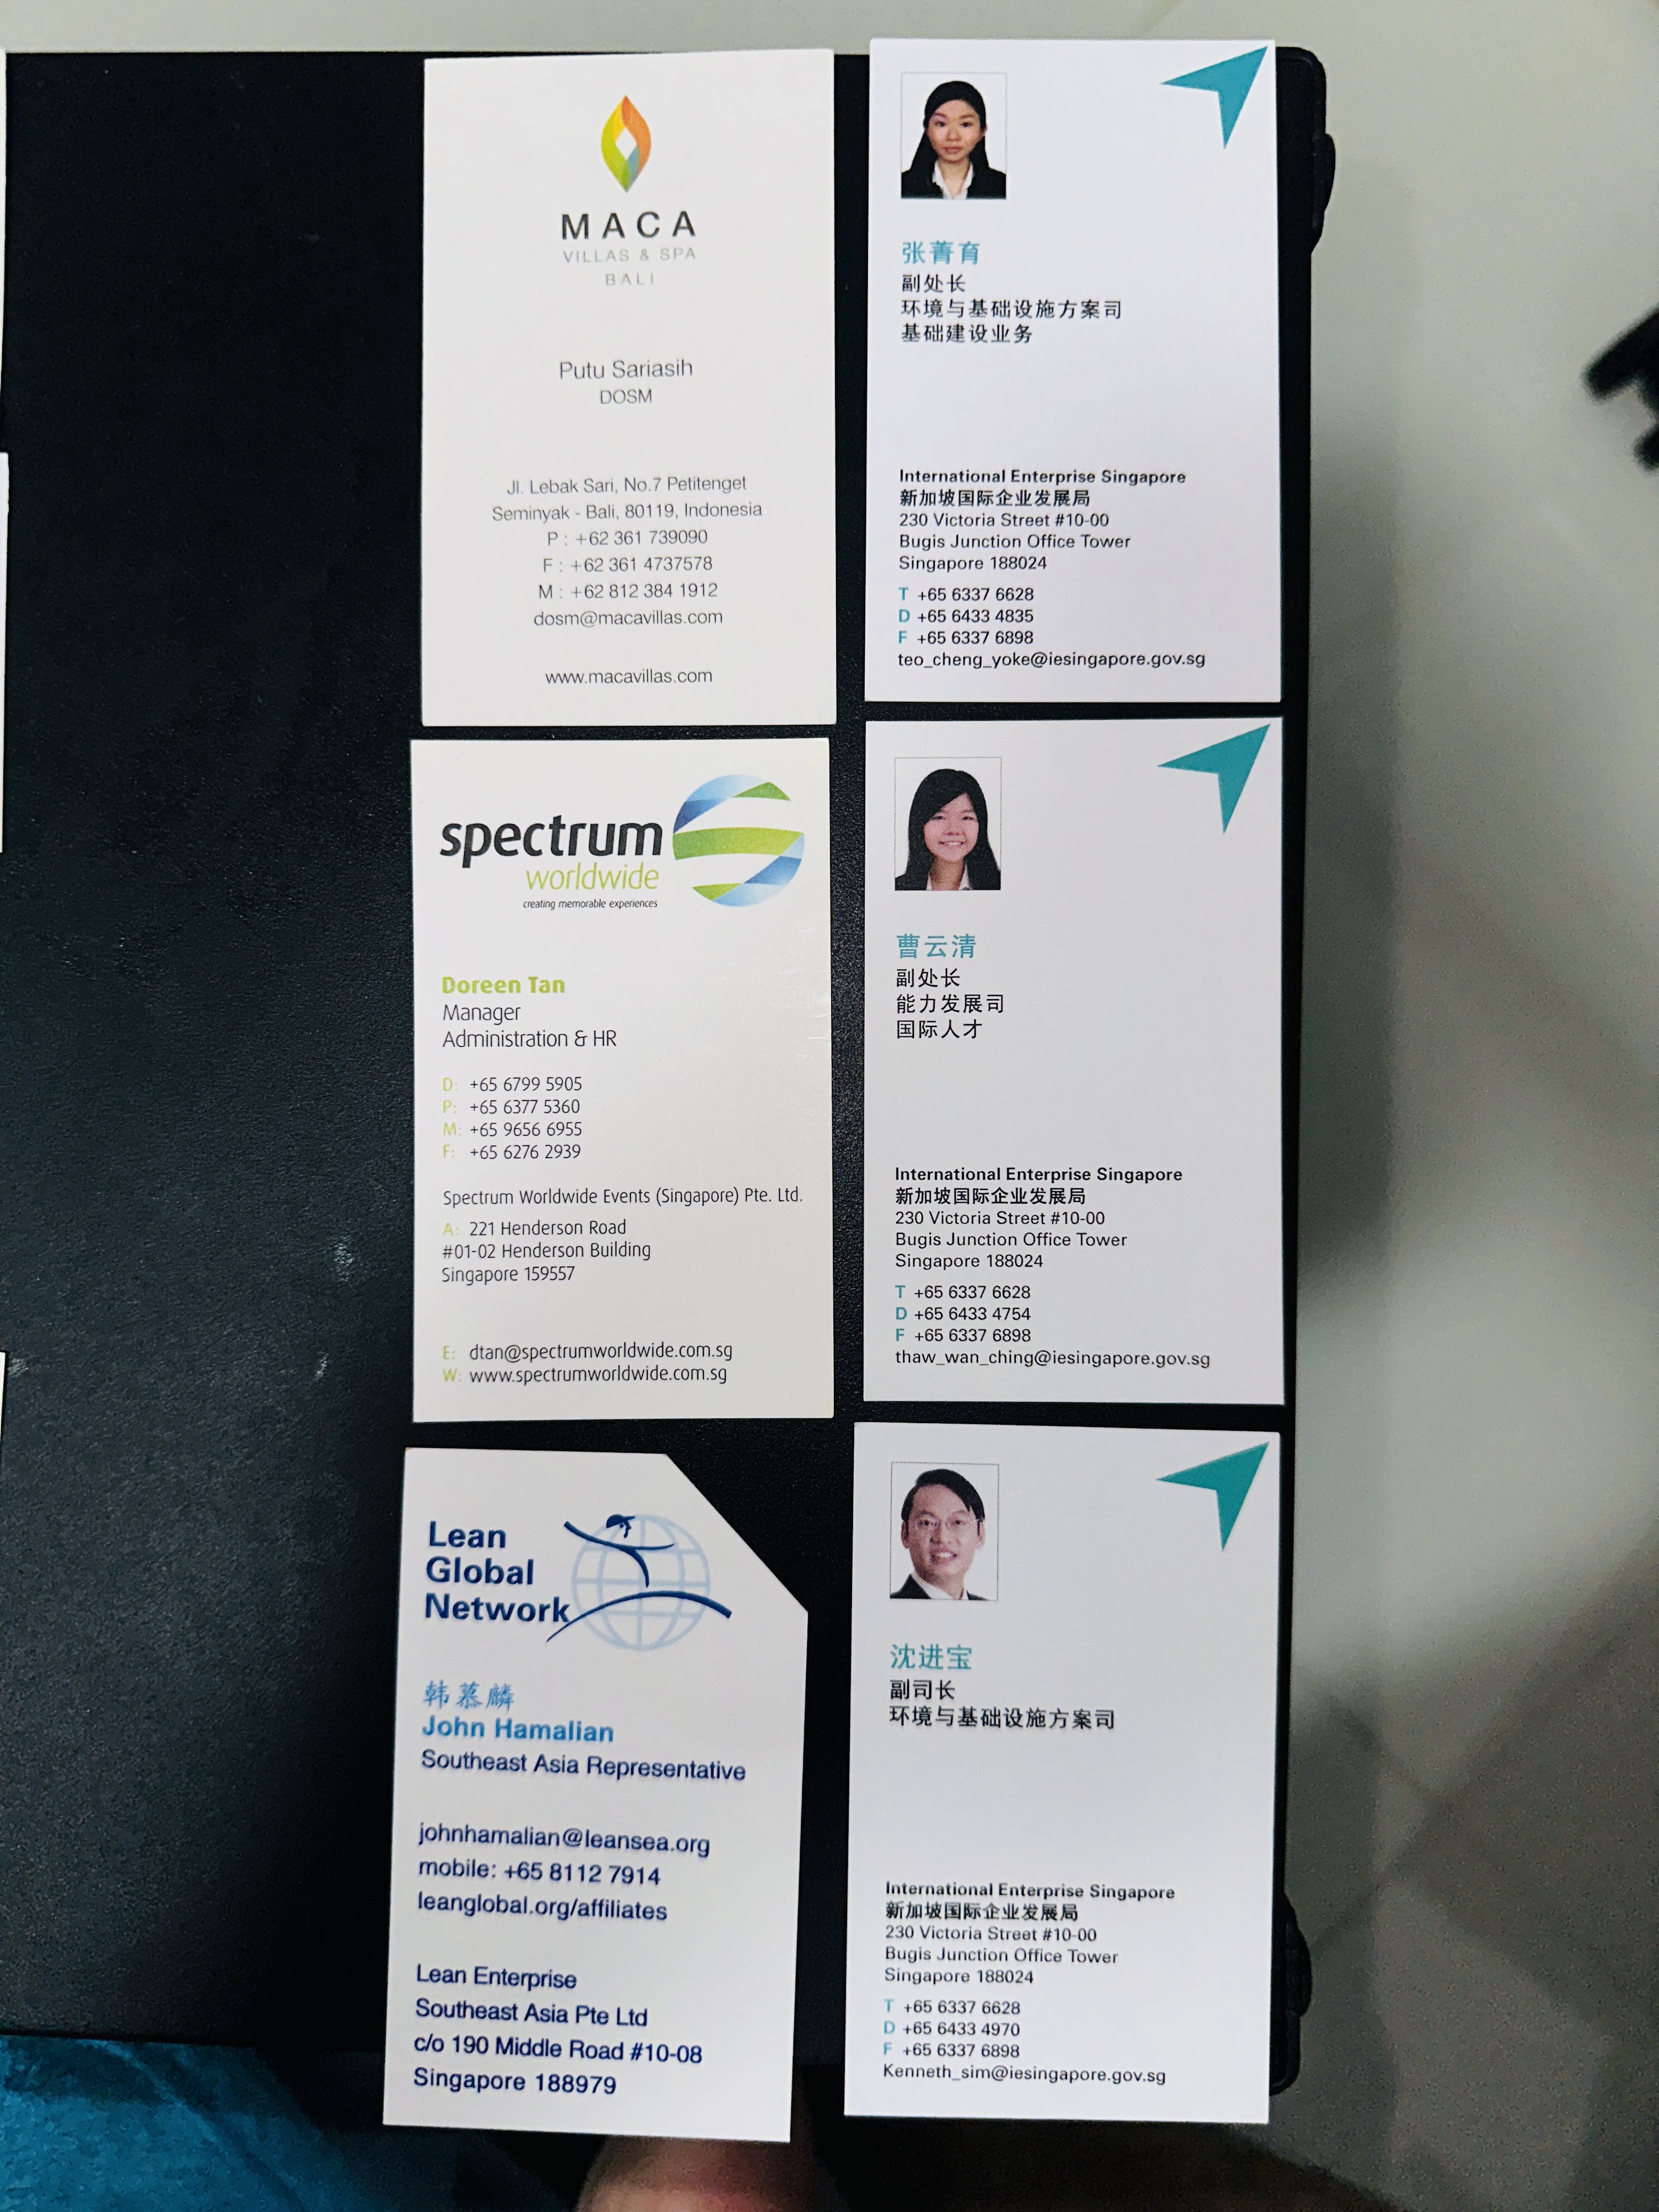 MACA
VILLAS & SPA
BALI
Putu Sariasih
DOSM
Jl. Lebak Sari, No.7 Petitenget
Seminyak - Bali, 80119, Indonesia
P : +62 361 739090
F : +62 361 4737578
M : +62 812 384 1912
dosm@macavillas.com
www.macavillas.com
张菁育
副处长
环境与基础设施方案司
基础建设业务
International Enterprise Singapore
新加坡国际企业发展局
230 Victoria Street #10-00
Bugis Junction Office Tower
Singapore 188024
T +65 6337 6628
D +65 6433 4835
F +65 6337 6898
teo_cheng_yoke@iesingapore.gov.sg
spectrum
worldwide
creating memorable experiences
Doreen Tan
Manager
Administration & HR
D: +65 6799 5905
P: +65 6377 5360
M: +65 9656 6955
F: +65 6276 2939
Spectrum Worldwide Events (Singapore) Pte. Ltd.
A: 221 Henderson Road
#01-02 Henderson Building
Singapore 159557
E: dtan@spectrumworldwide.com.sg
W: www.spectrumworldwide.com.sg
曹云清
副处长
能力发展司
国际人才
International Enterprise Singapore
新加坡国际企业发展局
230 Victoria Street #10-00
Bugis Junction Office Tower
Singapore 188024
T +65 6337 6628
D +65 6433 4754
F +65 6337 6898
thaw_wan_ching@iesingapore.gov.sg
Lean
Global
Network
韩慕麟
John Hamalian
Southeast Asia Representative
johnhamalian@leansea.org
mobile: +65 8112 7914
leanglobal.org/affiliates
Lean Enterprise
Southeast Asia Pte Ltd
c/o 190 Middle Road #10-08
Singapore 188979
沈进宝
副司长
环境与基础设施方案司
International Enterprise Singapore
新加坡国际企业发展局
230 Victoria Street #10-00
Bugis Junction Office Tower
Singapore 188024
T +65 6337 6628
D +65 6433 4970
F +65 6337 6898
Kenneth_sim@iesingapore.gov.sg